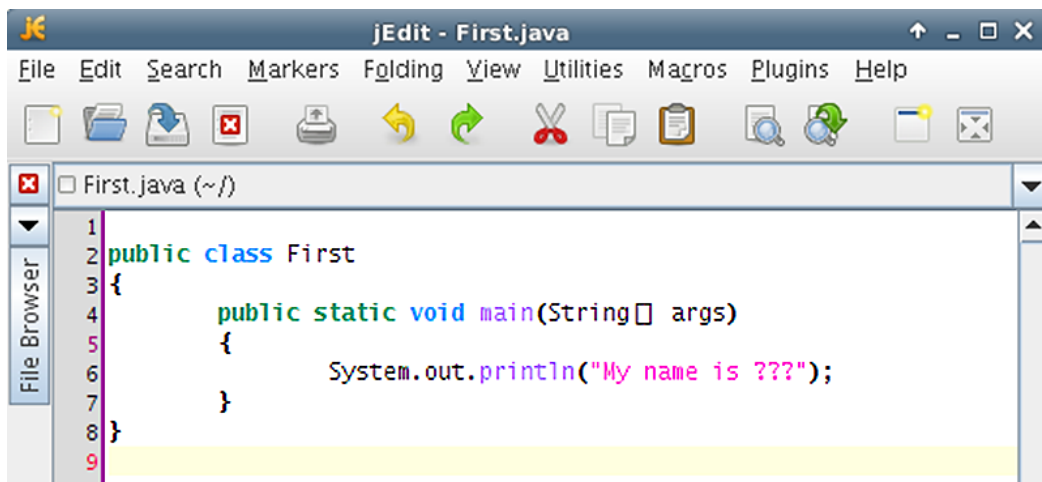 jE jEdit - First.java
File Edit Search Markers Folding View Utilities Macros Plugins Help
First.java (~/)
File Browser
1
2 public class First
3 {
4 public static void main(String[] args)
5 {
6 System.out.println("My name is ???");
7 }
8 }
9